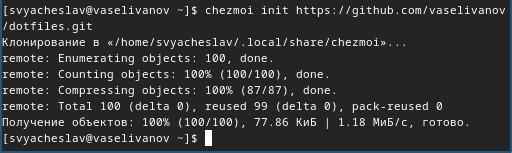 [svyacheslav@vaselivanov ~]$ chezmoi init https://github.com/vaselivanov
/dotfiles.git
Клонирование в «/home/svyacheslav/.local/share/chezmoi»...
remote: Enumerating objects: 100, done.
remote: Counting objects: 100% (100/100), done.
remote: Compressing objects: 100% (87/87), done.
remote: Total 100 (delta 0), reused 99 (delta 0), pack-reused 0
Получение объектов: 100% (100/100), 77.86 КиБ | 1.18 МиБ/с, готово.
[svyacheslav@vaselivanov ~]$